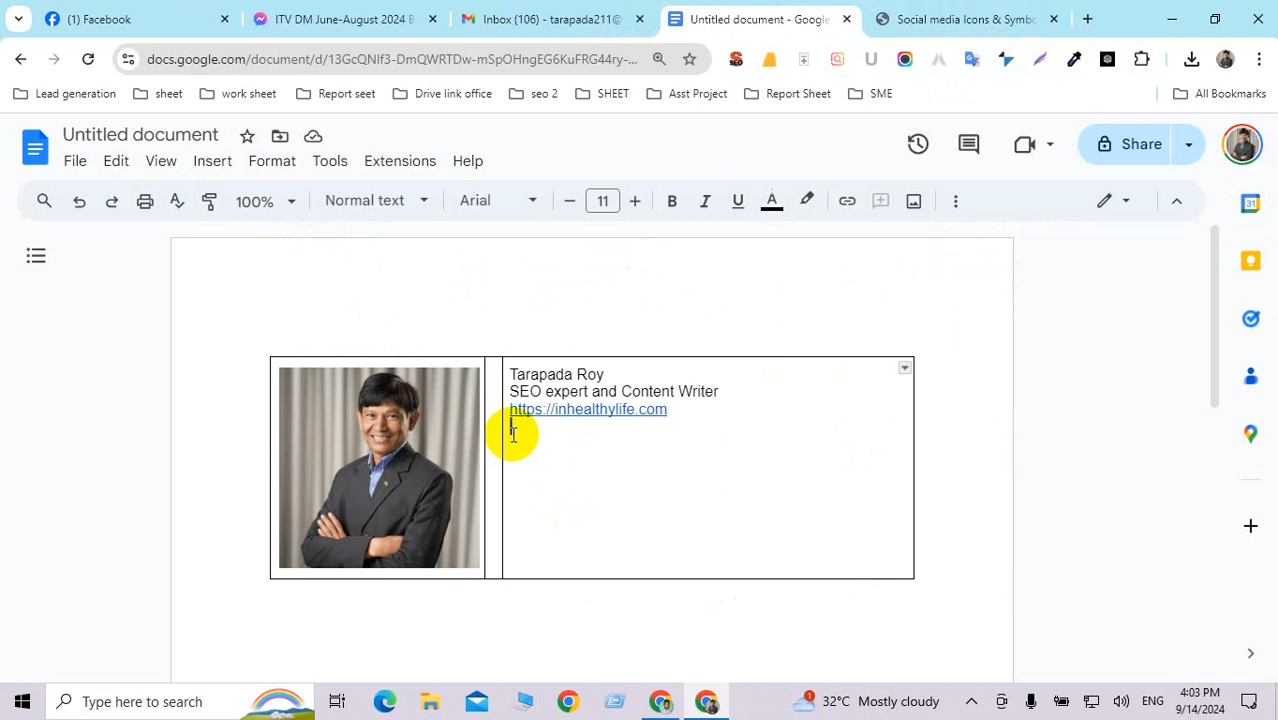 (1) Facebook
ITV DM June-August 2024 B
Inbox (106) - tarapada211@
Untitled document - Google
Social media Icons & Symbo
docs.google.com/document/d/13GcQNIf3-DtQWRTDw-mSpOHngEG6KuFRG44ry-...
Lead generation
sheet
work sheet
Report seet
Drive link office
seo 2
SHEET
Asst Project
Report Sheet
SME
All Bookmarks
Untitled document
File Edit View Insert Format Tools Extensions Help
Share
100% Normal text Arial 11 B I U A
31
Tarapada Roy
SEO expert and Content Writer
https://inhealthylife.com
Type here to search
1
32°C Mostly cloudy
ENG
4:03 PM
9/14/2024